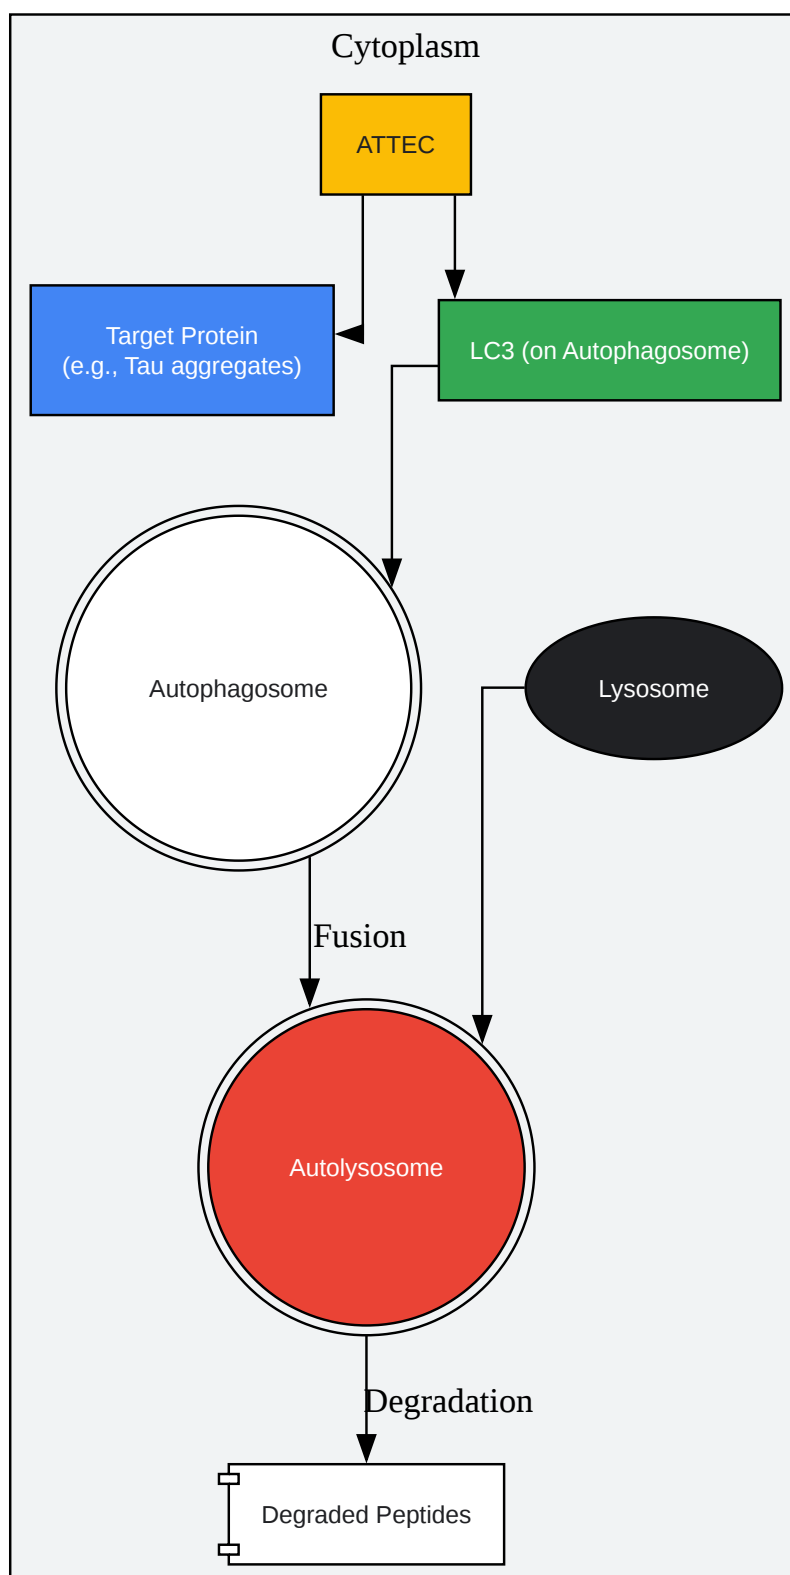 Cytoplasm
ATTEC
Target Protein
(e.g., Tau aggregates)
LC3 (on Autophagosome)
Autophagosome
Lysosome
Fusion
Autolysosome
Degradation
Degraded Peptides